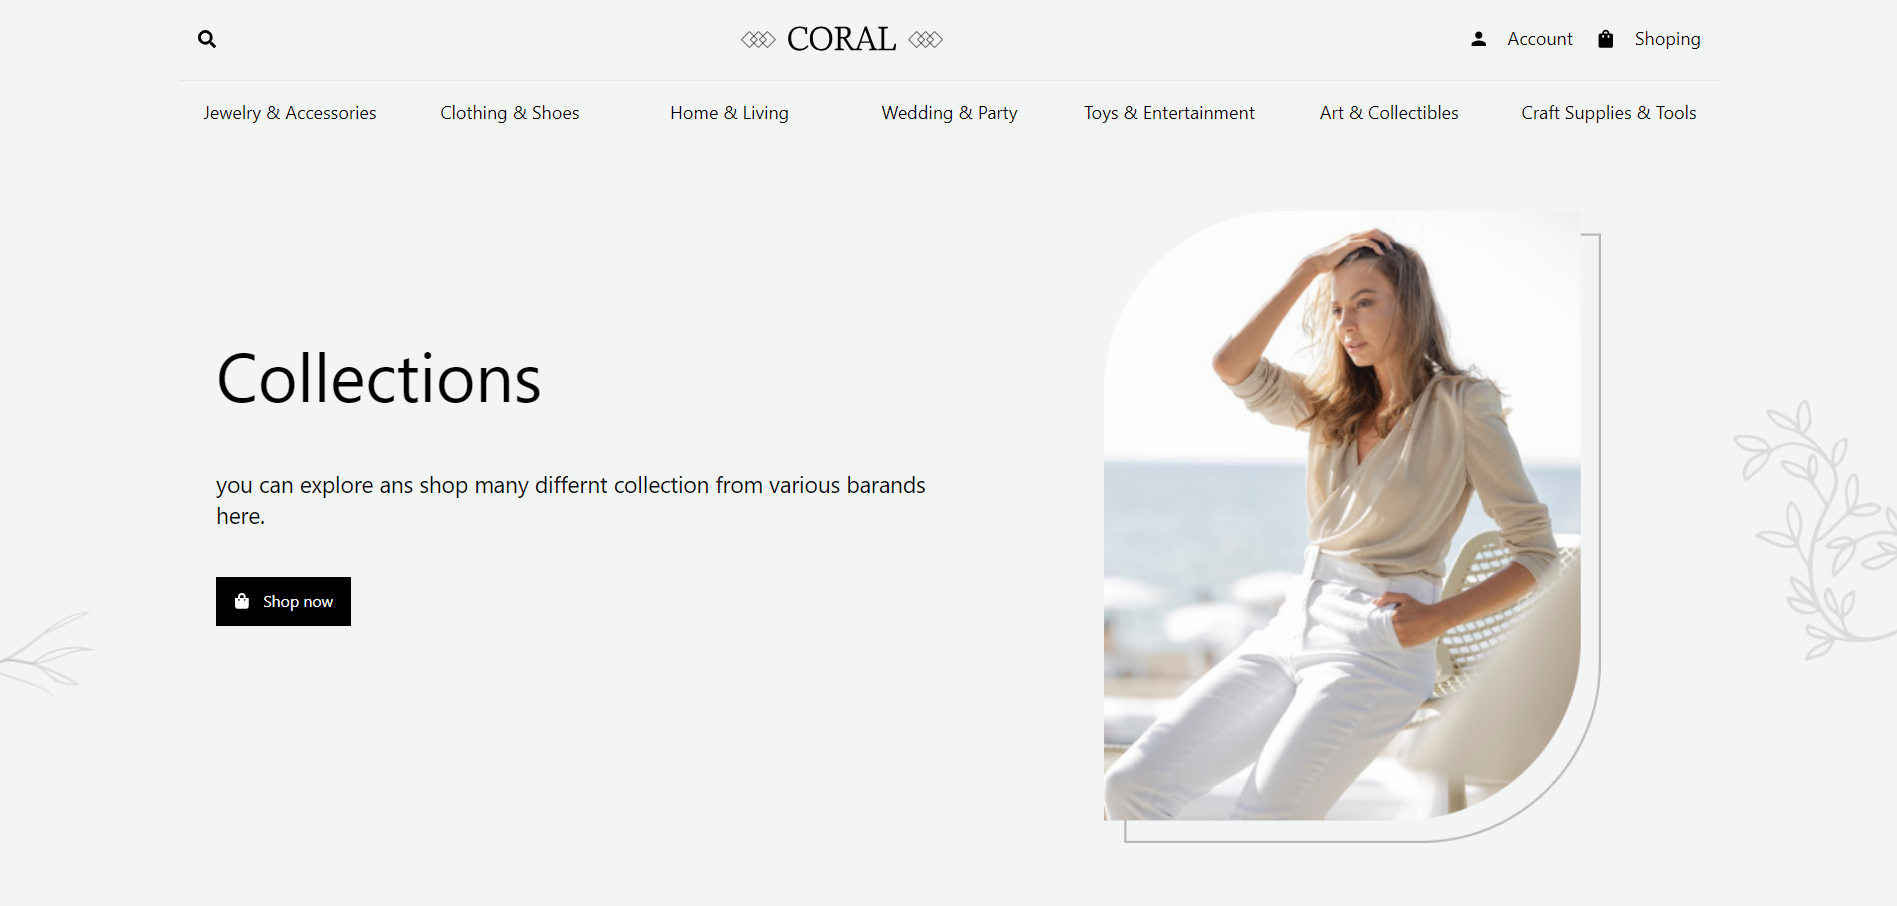 CORAL
Account
Shoping
Jewelry & Accessories
Clothing & Shoes
Home & Living
Wedding & Party
Toys & Entertainment
Art & Collectibles
Craft Supplies & Tools
Collections
you can explore ans shop many differnt collection from various barands
here.
Shop now